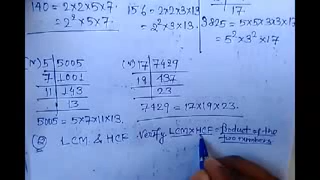 140 = 2×2×5×7.
= 2²×5×7.
156 = 2×2×3×13
= 2²×3×13.
17
3825 = 5×5×3×3×17
= 5²×3²×17
(iv) 5 5005
7 1001
11 143
13
5005 = 5×7×11×13.
(v) 17 7429
19 437
23
7429 = 17×19×23.
LCM & HCF Verify LCM×HCF = Product of the two numbers